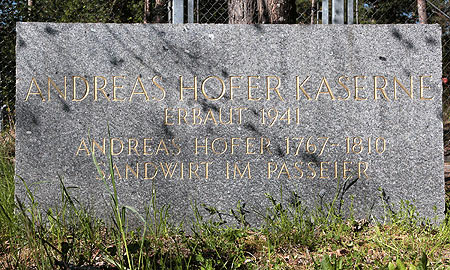 ANDREAS HOFER KASERNE
ERBAUT 1941
ANDREAS HOFER 1767-1810
SANDWIRT IM PASSEIER